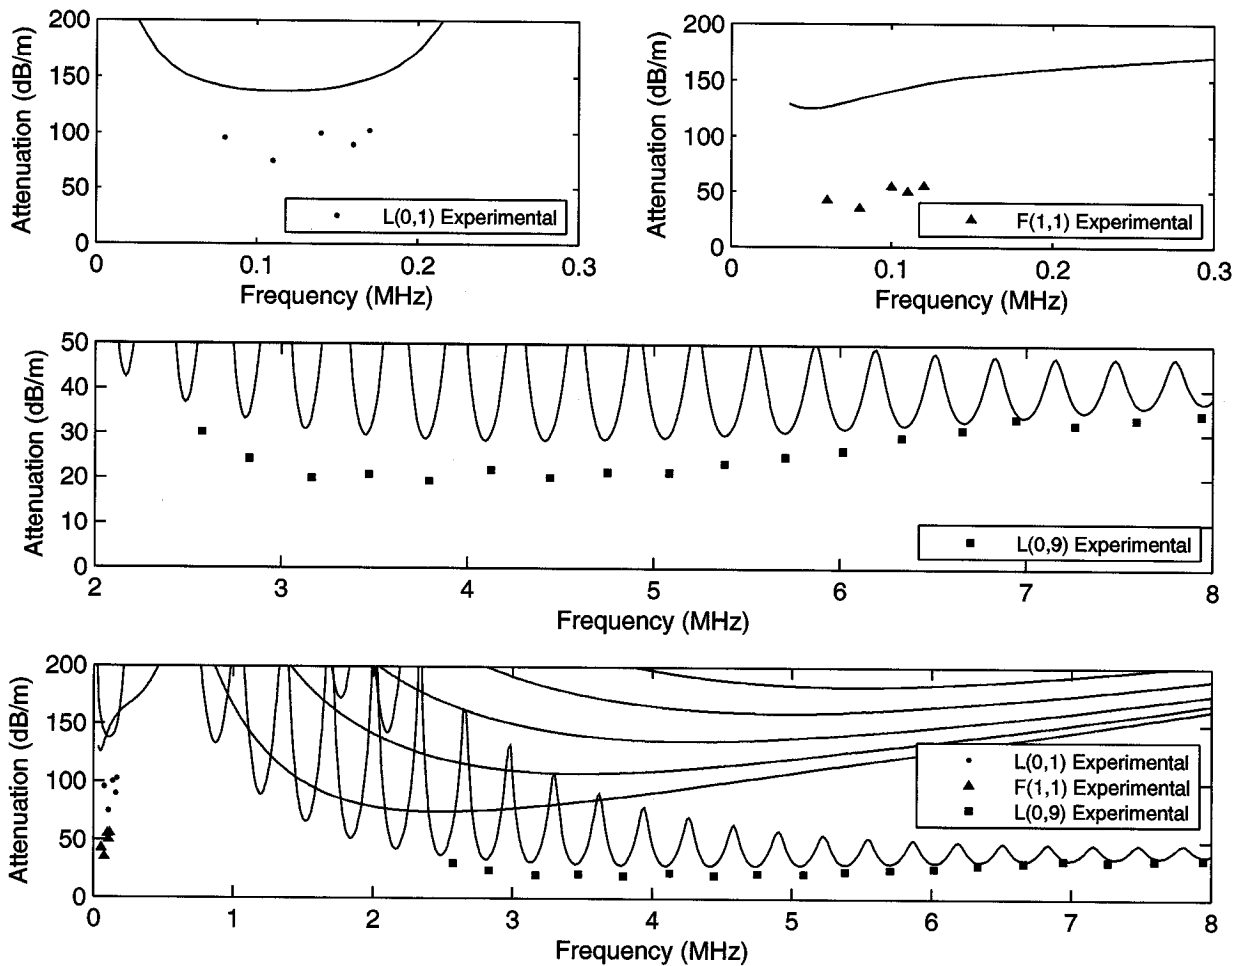 200
150
100
50
0
Attenuation (dB/m)
L(0,1) Experimental
0 0.1 0.2 0.3
Frequency (MHz)
200
150
100
50
0
Attenuation (dB/m)
F(1,1) Experimental
0 0.1 0.2 0.3
Frequency (MHz)
50
40
30
20
10
0
Attenuation (dB/m)
L(0,9) Experimental
2 3 4 5 6 7 8
Frequency (MHz)
200
150
100
50
0
Attenuation (dB/m)
L(0,1) Experimental
F(1,1) Experimental
L(0,9) Experimental
0 1 2 3 4 5 6 7 8
Frequency (MHz)